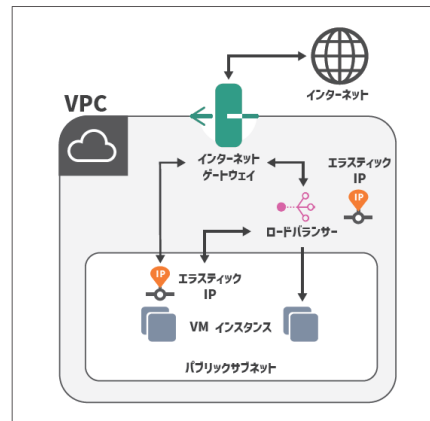 インターネット
VPC
インターネット
ゲートウェイ
エラスティック
IP
IP
ロードバランサー
IP
エラスティック
IP
VM インスタンス
パブリックサブネット